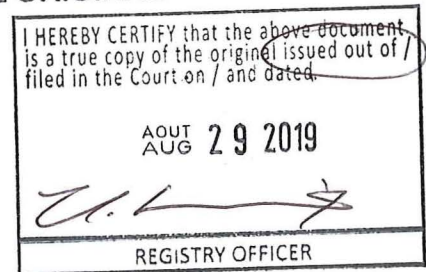 I HEREBY CERTIFY that the above document
is a true copy of the original issued out of /
filed in the Court on / and dated.
AOUT
AUG 29 2019
REGISTRY OFFICER